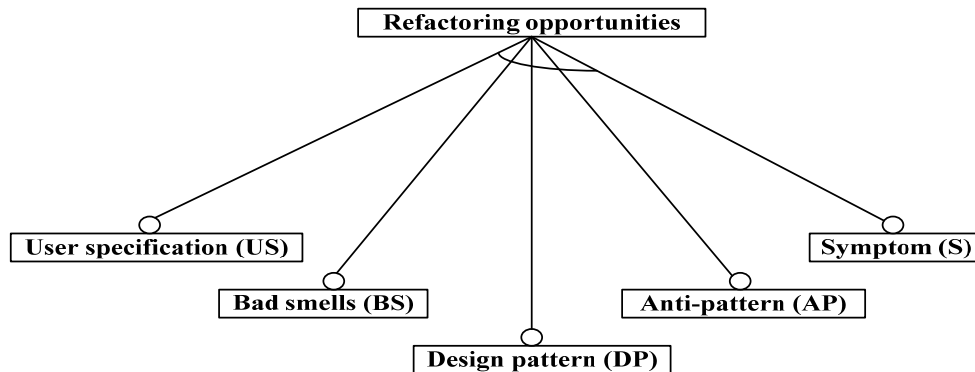 Refactoring opportunities
User specification (US)
Symptom (S)
Bad smells (BS)
Anti-pattern (AP)
Design pattern (DP)